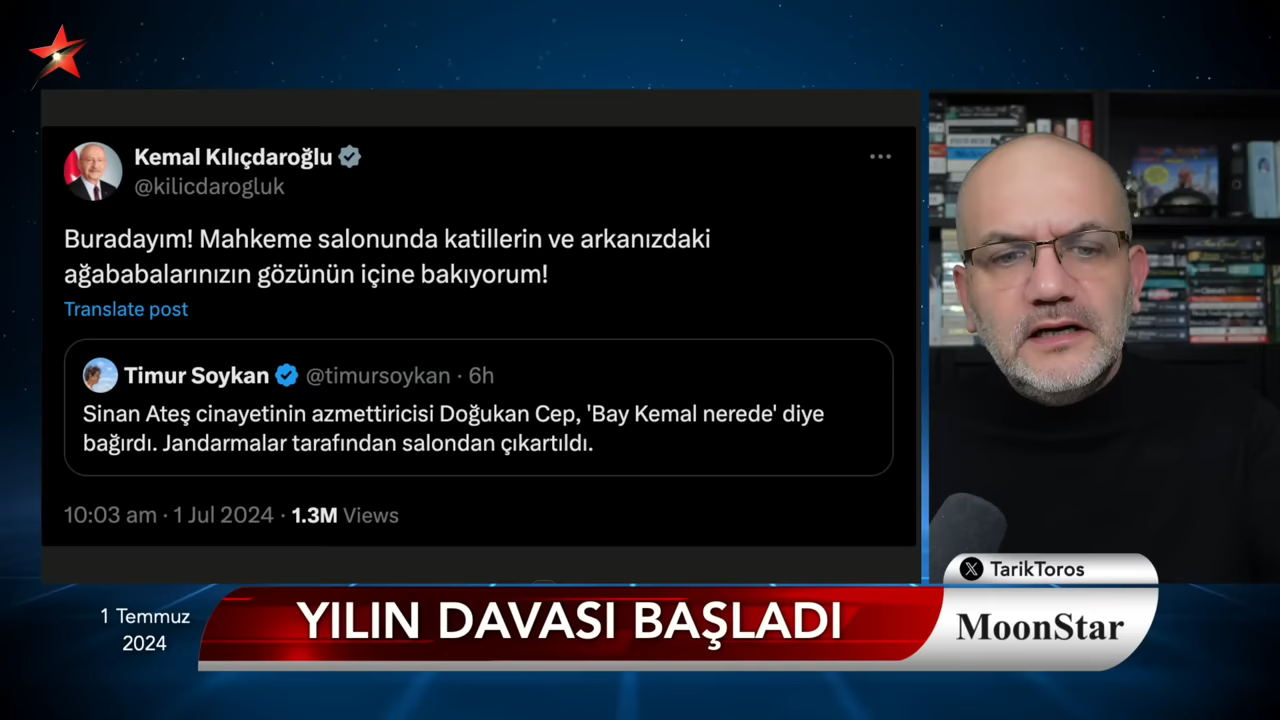 Kemal Kılıçdaroğlu
@kilicdarogluk
Buradayım! Mahkeme salonunda katillerin ve arkanızdaki
ağababalarınızın gözünün içine bakıyorum!
Translate post
Timur Soykan @timursoykan · 6h
Sinan Ateş cinayetinin azmettiricisi Doğukan Cep, 'Bay Kemal nerede' diye
bağırdı. Jandarmalar tarafından salondan çıkartıldı.
10:03 am · 1 Jul 2024 · 1.3M Views
TarikToros
1 Temmuz
2024
YILIN DAVASI BAŞLADI
MoonStar